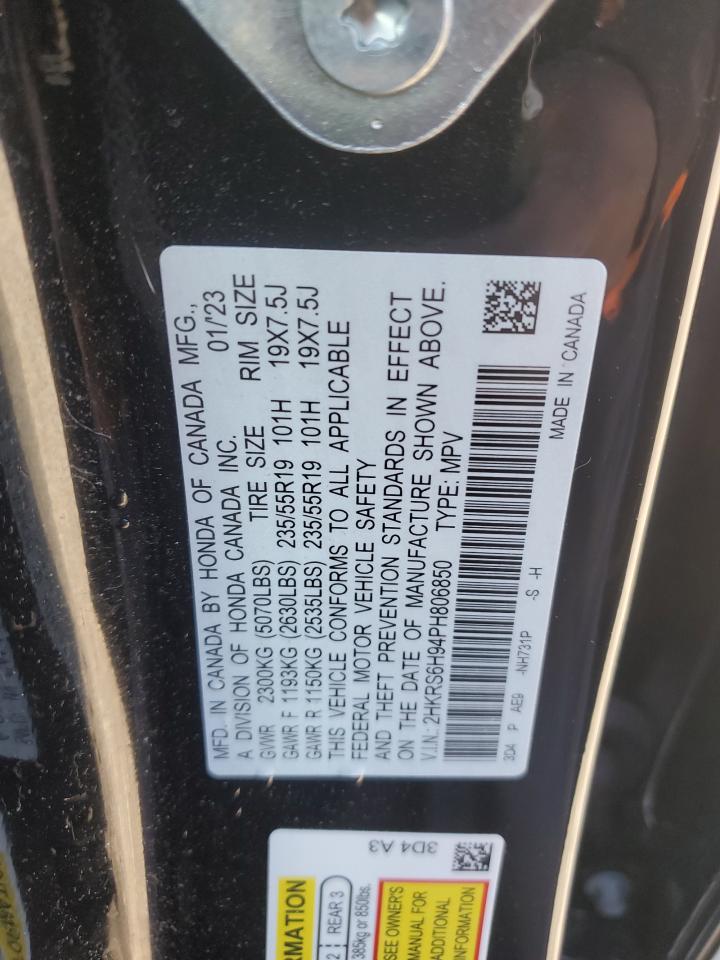 MFD. IN CANADA BY HONDA OF CANADA MFG.,
A DIVISION OF HONDA CANADA INC. 01/'23
GVWR 2300KG (5070LBS) TIRE SIZE RIM SIZE
GAWR F 1193KG (2630LBS) 235/55R19 101H 19X7.5J
GAWR R 1150KG (2535LBS) 235/55R19 101H 19X7.5J
THIS VEHICLE CONFORMS TO ALL APPLICABLE
FEDERAL MOTOR VEHICLE SAFETY
AND THEFT PREVENTION STANDARDS IN EFFECT
ON THE DATE OF MANUFACTURE SHOWN ABOVE.
V.I.N.: 2HKRS6H94PH806850 TYPE: MPV
3D4 P AE9 -NH731P -S -H
MADE IN CANADA
3D4 A3
REAR 3
385kg or 850lbs.
SEE OWNER'S
MANUAL FOR
ADDITIONAL
INFORMATION